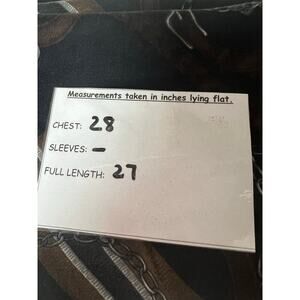 Measurements taken in inches lying flat.
CHEST: 28
SLEEVES: -
FULL LENGTH: 27